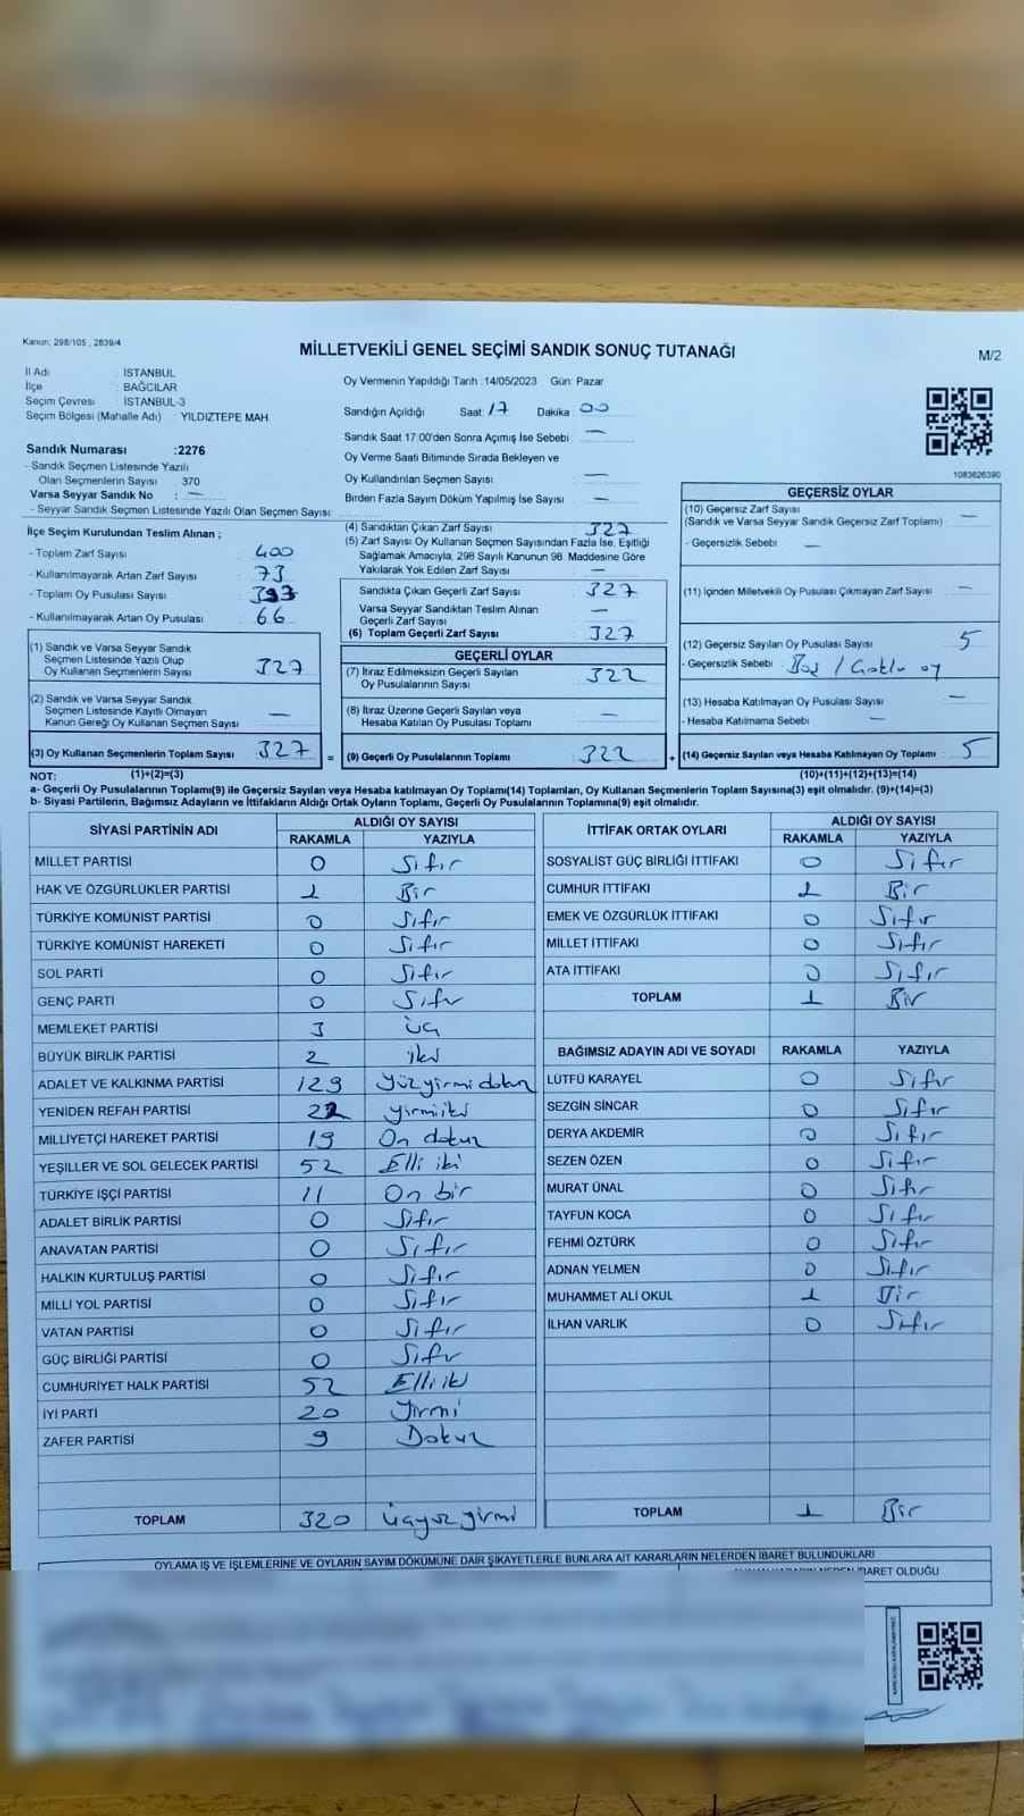 Kanun: 298/105 , 2839/4
MİLLETVEKİLİ GENEL SEÇİMİ SANDIK SONUÇ TUTANAĞI
M/2
İl Adı : İSTANBUL
İlçe : BAĞCILAR
Seçim Çevresi : İSTANBUL-3
Seçim Bölgesi (Mahalle Adı) : YILDIZTEPE MAH.
Oy Vermenin Yapıldığı Tarih :14/05/2023 Gün: Pazar
Sandığın Açıldığı Saat: 17 Dakika 00
Sandık Saat 17:00'den Sonra Açımış İse Sebebi —
Oy Verme Saati Bitiminde Sırada Bekleyen ve
Oy Kullandırılan Seçmen Sayısı —
Birden Fazla Sayım Döküm Yapılmış İse Sayısı —
1083626390
Sandık Numarası :2276
- Sandık Seçmen Listesinde Yazılı
Olan Seçmenlerin Sayısı 370
Varsa Seyyar Sandık No : —
- Seyyar Sandık Seçmen Listesinde Yazılı Olan Seçmen Sayısı:
İlçe Seçim Kurulundan Teslim Alınan ;
- Toplam Zarf Sayısı 400
- Kullanılmayarak Artan Zarf Sayısı 73
- Toplam Oy Pusulası Sayısı 393
- Kullanılmayarak Artan Oy Pusulası 66
(1) Sandık ve Varsa Seyyar Sandık
Seçmen Listesinde Yazılı Olup
Oy Kullanan Seçmenlerin Sayısı 327
(2) Sandık ve Varsa Seyyar Sandık
Seçmen Listesinde Kayıtlı Olmayan
Kanun Gereği Oy Kullanan Seçmen Sayısı —
(3) Oy Kullanan Seçmenlerin Toplam Sayısı 327
(4) Sandıktan Çıkan Zarf Sayısı 327
(5) Zarf Sayısı Oy Kullanan Seçmen Sayısından Fazla İse, Eşitliği
Sağlamak Amacıyla, 298 Sayılı Kanunun 98. Maddesine Göre
Yakılarak Yok Edilen Zarf Sayısı —
Sandıkta Çıkan Geçerli Zarf Sayısı 327
Varsa Seyyar Sandıktan Teslim Alınan
Geçerli Zarf Sayısı —
(6) Toplam Geçerli Zarf Sayısı 327
GEÇERLİ OYLAR
(7) İtiraz Edilmeksizin Geçerli Sayılan
Oy Pusulalarının Sayısı 322
(8) İtiraz Üzerine Geçerli Sayılan veya
Hesaba Katılan Oy Pusulası Toplamı —
= (9) Geçerli Oy Pusulalarının Toplamı 322
GEÇERSİZ OYLAR
(10) Geçersiz Zarf Sayısı
(Sandık ve Varsa Seyyar Sandık Geçersiz Zarf Toplamı) —
- Geçersizlik Sebebi —
(11) İçinden Milletvekili Oy Pusulası Çıkmayan Zarf Sayısı —
(12) Geçersiz Sayılan Oy Pusulası Sayısı 5
- Geçersizlik Sebebi Boş / Çoklu oy
(13) Hesaba Katılmayan Oy Pusulası Sayısı —
- Hesaba Katılmama Sebebi —
+ (14) Geçersiz Sayılan veya Hesaba Katılmayan Oy Toplamı 5
NOT: (1)+(2)=(3) (10)+(11)+(12)+(13)=(14)
a- Geçerli Oy Pusulalarının Toplamı(9) ile Geçersiz Sayılan veya Hesaba katılmayan Oy Toplamı(14) Toplamları, Oy Kullanan Seçmenlerin Toplam Sayısına(3) eşit olmalıdır. (9)+(14)=(3)
b- Siyasi Partilerin, Bağımsız Adayların ve İttifakların Aldığı Ortak Oyların Toplamı, Geçerli Oy Pusulalarının Toplamına(9) eşit olmalıdır.
SİYASİ PARTİNİN ADI ALDIĞI OY SAYISI
RAKAMLA YAZIYLA
MİLLET PARTİSİ 0 Sıfır
HAK VE ÖZGÜRLÜKLER PARTİSİ 1 Bir
TÜRKİYE KOMÜNİST PARTİSİ 0 Sıfır
TÜRKİYE KOMÜNİST HAREKETİ 0 Sıfır
SOL PARTİ 0 Sıfır
GENÇ PARTİ 0 Sıfır
MEMLEKET PARTİSİ 3 üç
BÜYÜK BİRLİK PARTİSİ 2 iki
ADALET VE KALKINMA PARTİSİ 129 Yüzyirmi dokuz
YENİDEN REFAH PARTİSİ 22 yirmiiki
MİLLİYETÇİ HAREKET PARTİSİ 19 On dokuz
YEŞİLLER VE SOL GELECEK PARTİSİ 52 Elli iki
TÜRKİYE İŞÇİ PARTİSİ 11 On bir
ADALET BİRLİK PARTİSİ 0 Sıfır
ANAVATAN PARTİSİ 0 Sıfır
HALKIN KURTULUŞ PARTİSİ 0 Sıfır
MİLLİ YOL PARTİSİ 0 Sıfır
VATAN PARTİSİ 0 Sıfır
GÜÇ BİRLİĞİ PARTİSİ 0 Sıfır
CUMHURİYET HALK PARTİSİ 52 Elli iki
İYİ PARTİ 20 Yirmi
ZAFER PARTİSİ 9 Dokuz
TOPLAM 320 üçyüzyirmi
İTTİFAK ORTAK OYLARI ALDIĞI OY SAYISI
RAKAMLA YAZIYLA
SOSYALİST GÜÇ BİRLİĞİ İTTİFAKI 0 Sıfır
CUMHUR İTTİFAKI 1 Bir
EMEK VE ÖZGÜRLÜK İTTİFAKI 0 Sıfır
MİLLET İTTİFAKI 0 Sıfır
ATA İTTİFAKI 0 Sıfır
TOPLAM 1 Bir
BAĞIMSIZ ADAYIN ADI VE SOYADI RAKAMLA YAZIYLA
LÜTFÜ KARAYEL 0 Sıfır
SEZGİN SİNCAR 0 Sıfır
DERYA AKDEMİR 0 Sıfır
SEZEN ÖZEN 0 Sıfır
MURAT ÜNAL 0 Sıfır
TAYFUN KOCA 0 Sıfır
FEHMİ ÖZTÜRK 0 Sıfır
ADNAN YELMEN 0 Sıfır
MUHAMMET ALİ OKUL 1 Bir
İLHAN VARLIK 0 Sıfır
TOPLAM 1 Bir
OYLAMA İŞ VE İŞLEMLERİNE VE OYLARIN SAYIM DÖKÜMÜNE DAİR ŞİKAYETLERLE BUNLARA AİT KARARLARIN NELERDEN İBARET BULUNDUKLARI
İBARET OLDUĞU